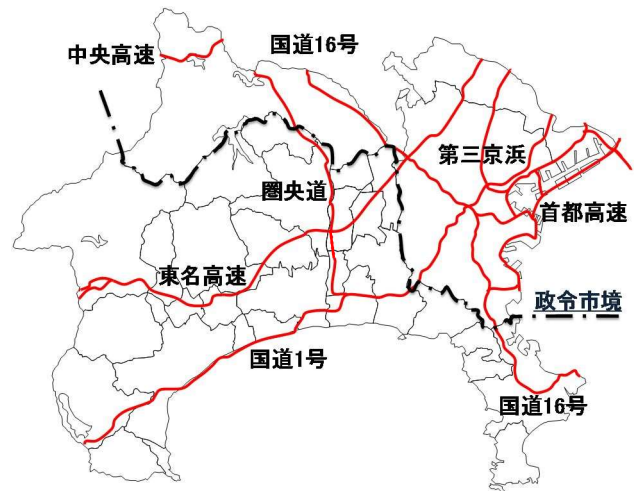 国道16号
中央高速
第三京浜
圏央道
首都高速
東名高速
政令市境
国道1号
国道16号